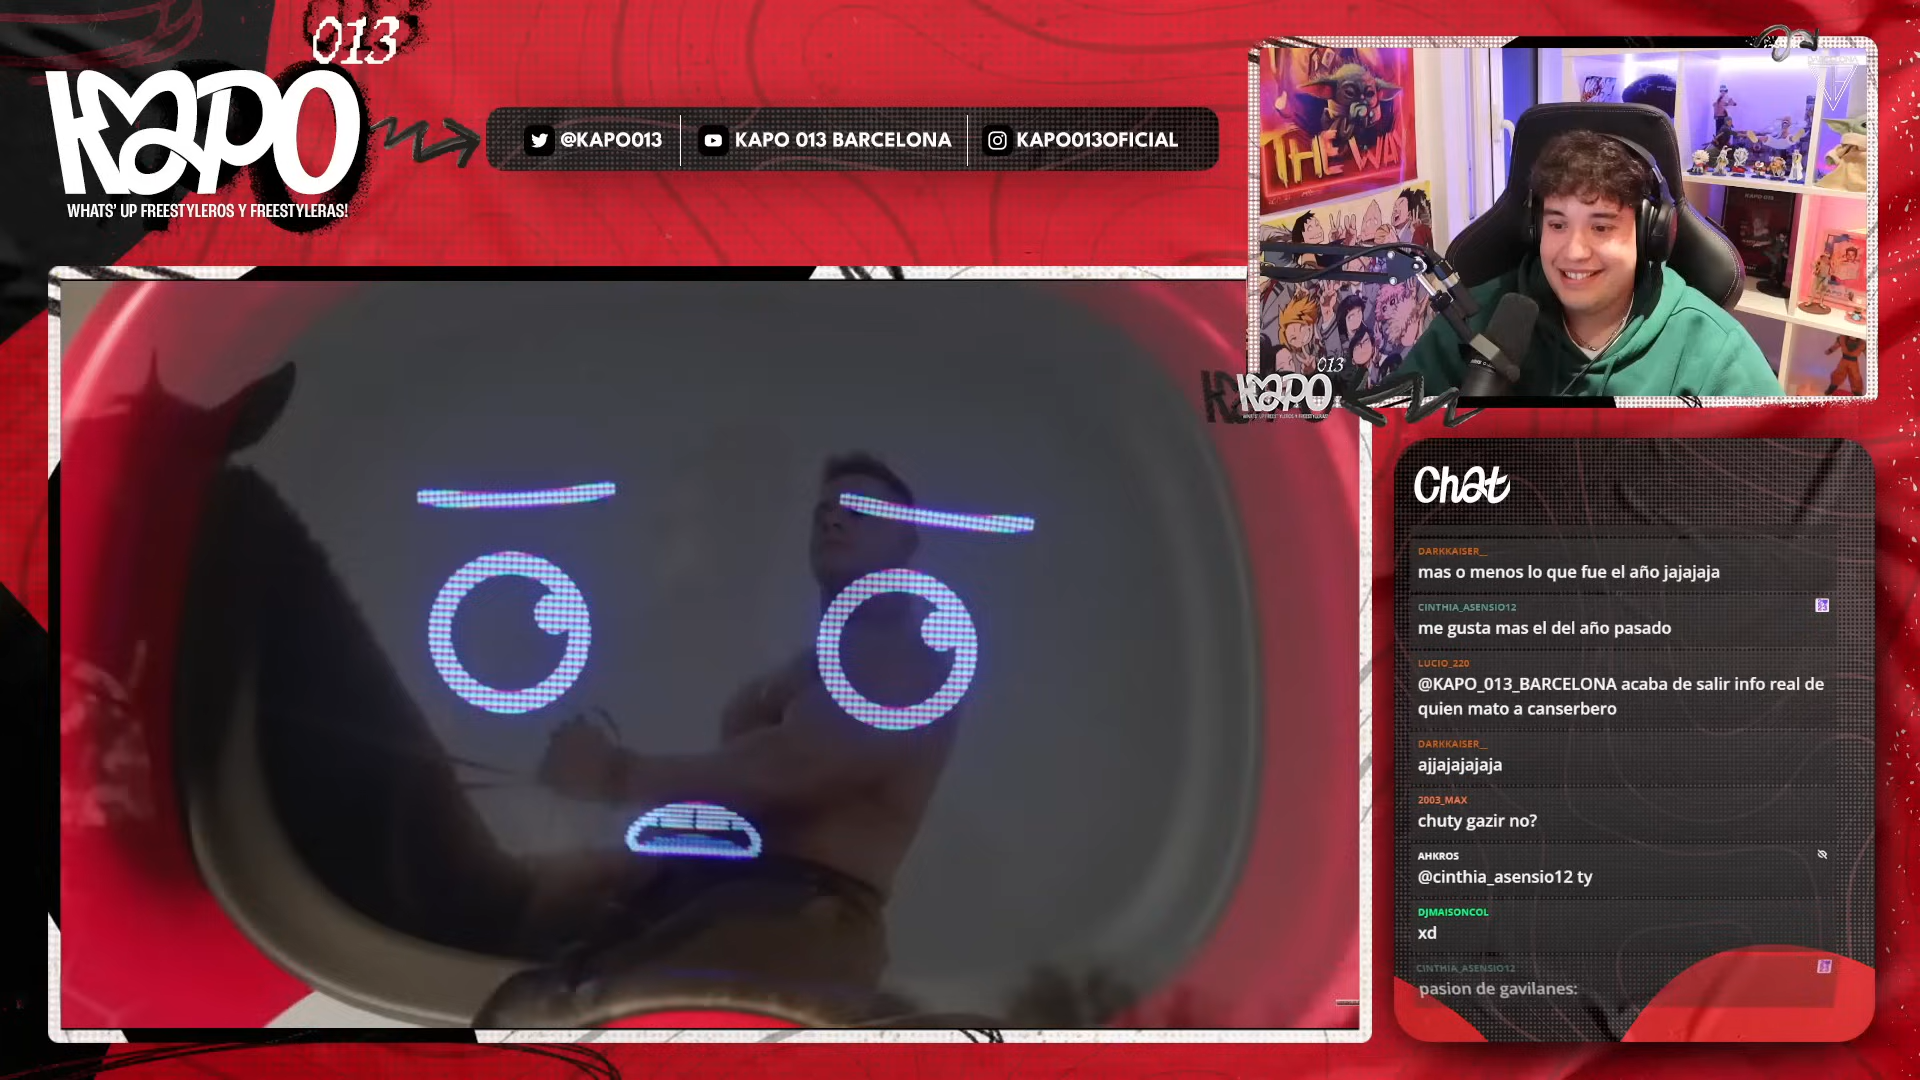 013
KAPO
WHATS' UP FREESTYLEROS Y FREESTYLERAS!
@KAPO013
KAPO 013 BARCELONA
KAPO013OFICIAL
THE WAY
013
KAPO
Chat
DARKKAISER__
mas o menos lo que fue el año jajajaja
CINTHIA_ASENSIO12
me gusta mas el del año pasado
LUCIO_220
@KAPO_013_BARCELONA acaba de salir info real de
quien mato a canserbero
DARKKAISER__
ajjajajajaja
2003_MAX
chuty gazir no?
AHKROS
@cinthia_asensio12 ty
DJMAISONCOL
xd
CINTHIA_ASENSIO12
pasion de gavilanes: